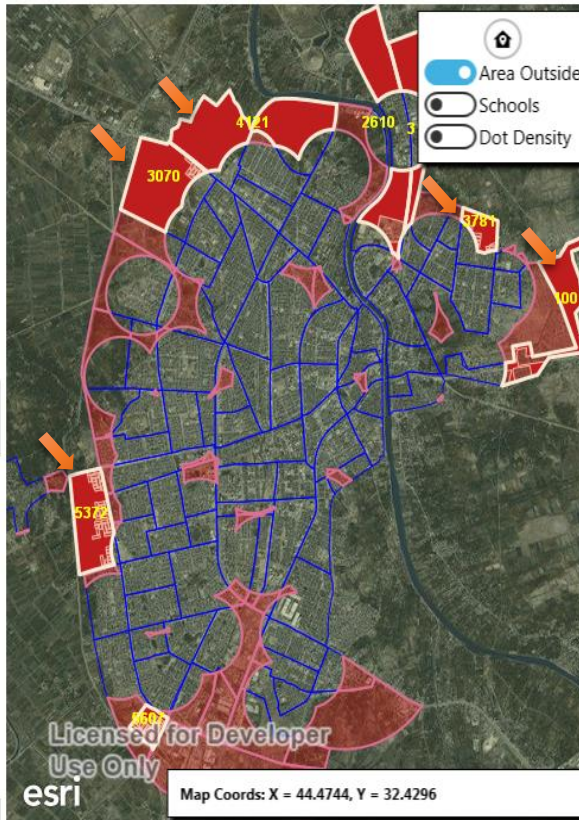 Area Outside
Schools
Dot Density
4121
2610
3070
3781
100
5372
Licensed for Developer
Use Only
esri
Map Coords: X = 44.4744, Y = 32.4296